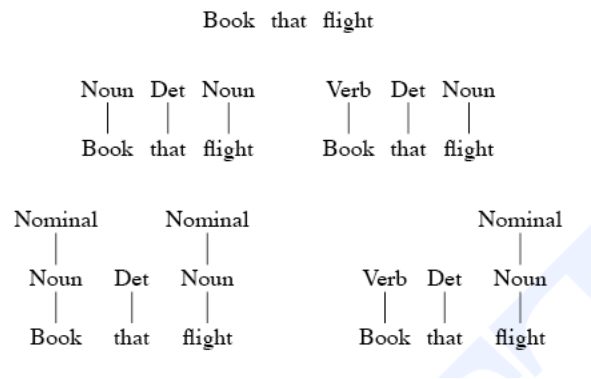 Book that flight
Noun Det Noun Verb Det Noun
Book that flight Book that flight
Nominal Nominal Nominal
Noun Det Noun Verb Det Noun
Book that flight Book that flight